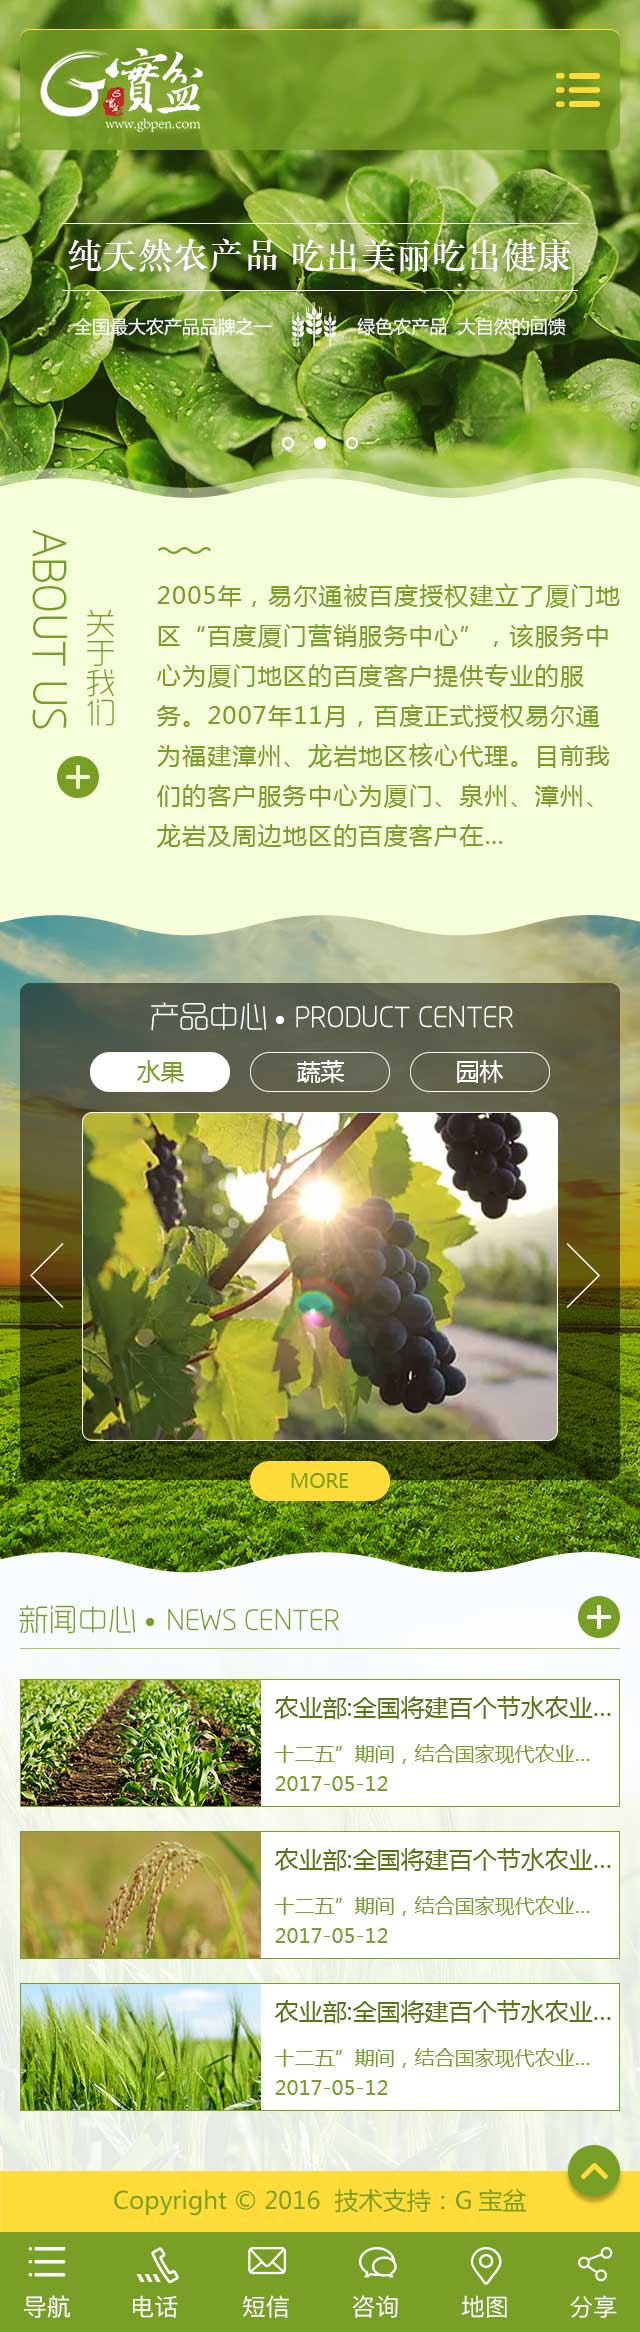 G寶盆
www.gbpen.com
纯天然农产品 吃出美丽吃出健康
全国最大农产品品牌之一 绿色农产品 大自然的回馈
ABOUT US
关于我们
2005年，易尔通被百度授权建立了厦门地
区“百度厦门营销服务中心”，该服务中
心为厦门地区的百度客户提供专业的服
务。2007年11月，百度正式授权易尔通
为福建漳州、龙岩地区核心代理。目前我
们的客户服务中心为厦门、泉州、漳州、
龙岩及周边地区的百度客户在...
产品中心 • PRODUCT CENTER
水果 蔬菜 园林
MORE
新闻中心 • NEWS CENTER
农业部:全国将建百个节水农业...
十二五”期间，结合国家现代农业...
2017-05-12
农业部:全国将建百个节水农业...
十二五”期间，结合国家现代农业...
2017-05-12
农业部:全国将建百个节水农业...
十二五”期间，结合国家现代农业...
2017-05-12
Copyright © 2016 技术支持：G 宝盆
导航 电话 短信 咨询 地图 分享